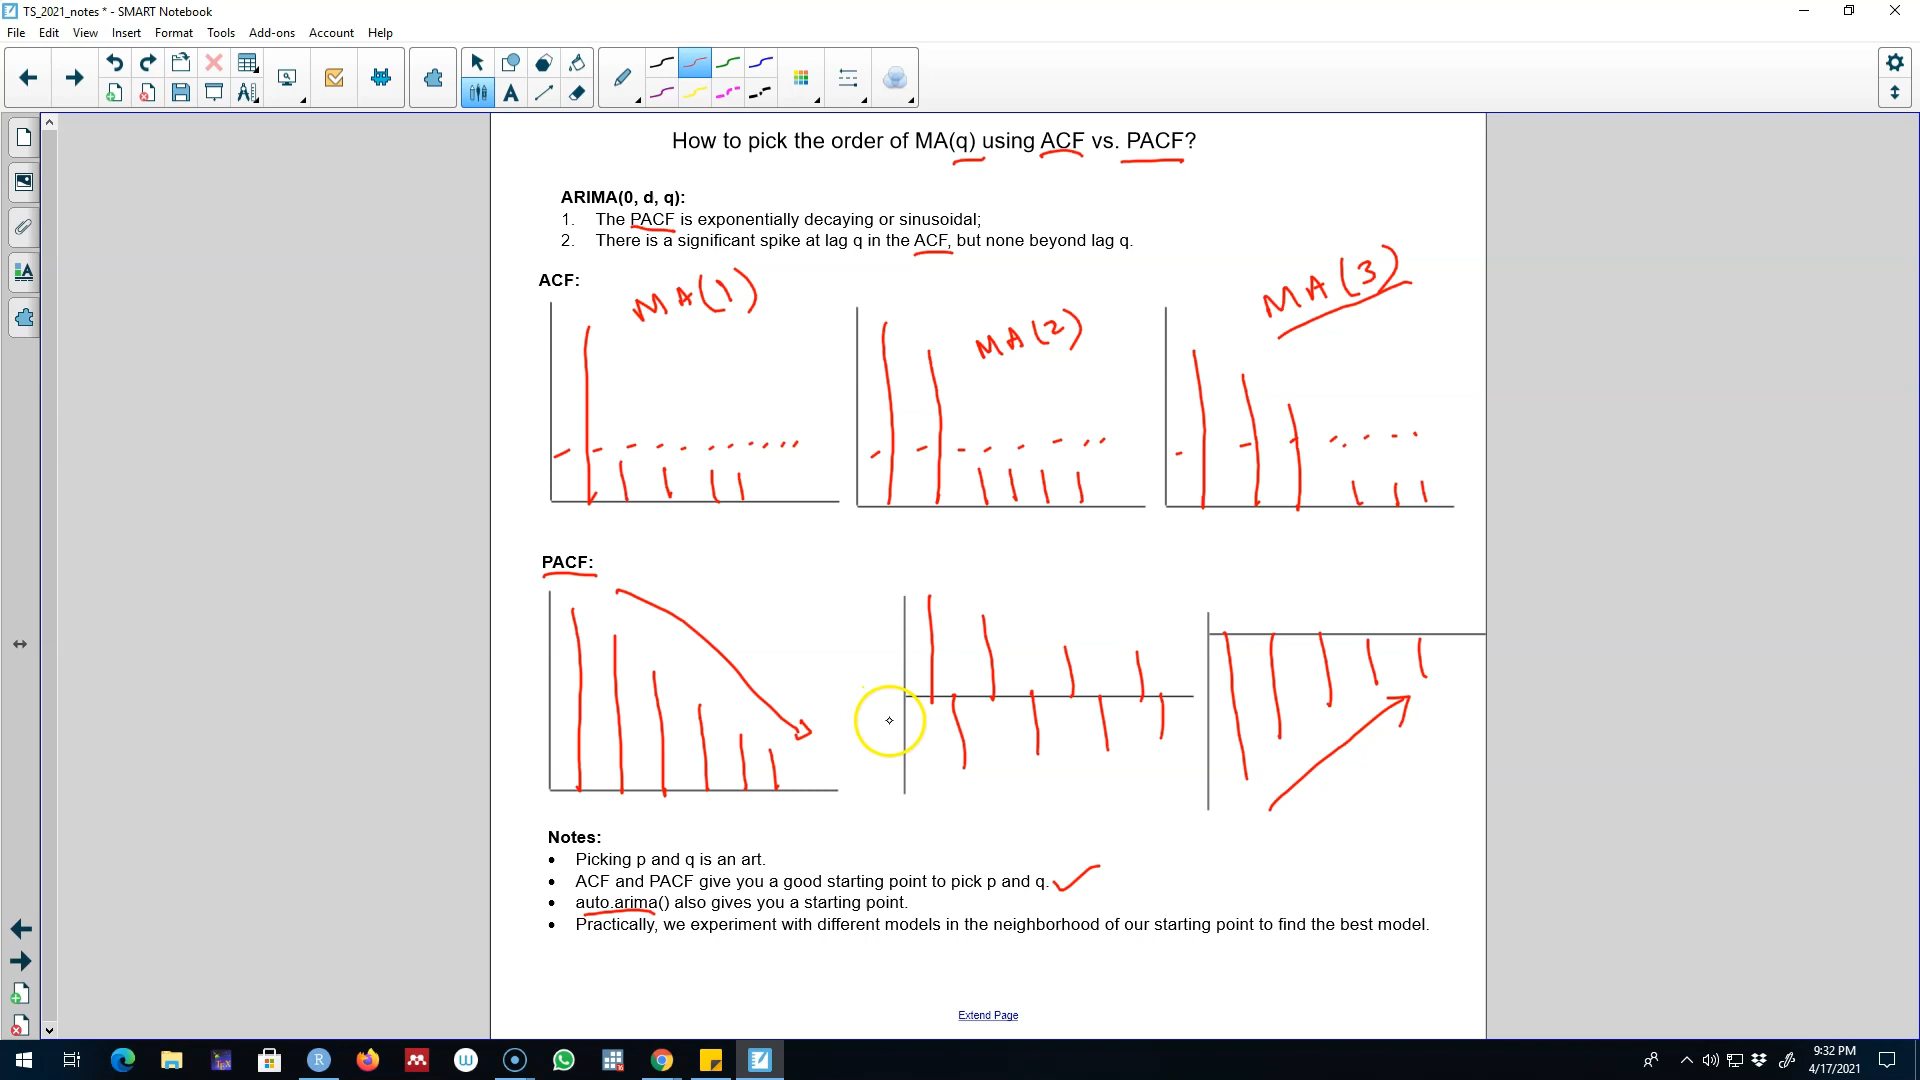 TS_2021_notes * - SMART Notebook
File Edit View Insert Format Tools Add-ons Account Help
How to pick the order of MA(q) using ACF vs. PACF?
ARIMA(0, d, q):
1. The PACF is exponentially decaying or sinusoidal;
2. There is a significant spike at lag q in the ACF, but none beyond lag q.
ACF:
MA(1)
MA(2)
MA(3)
PACF:
Notes:
• Picking p and q is an art.
• ACF and PACF give you a good starting point to pick p and q.
• auto.arima() also gives you a starting point.
• Practically, we experiment with different models in the neighborhood of our starting point to find the best model.
Extend Page
9:32 PM
4/17/2021